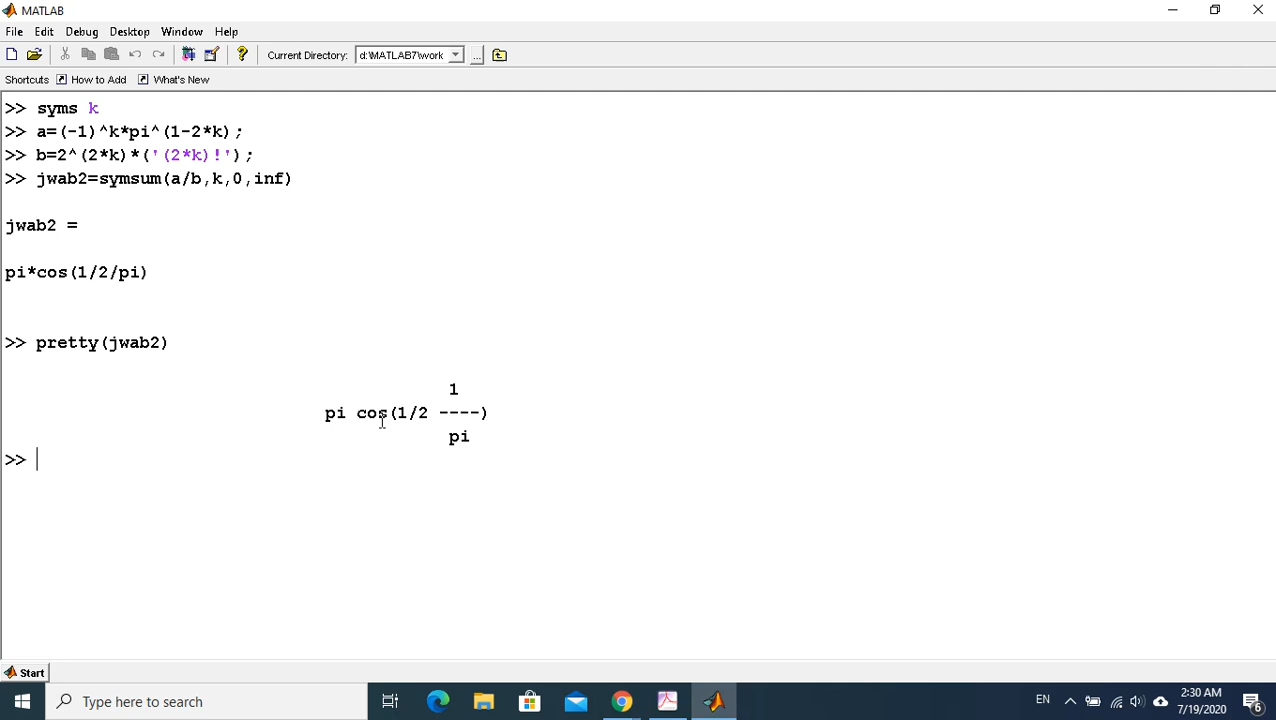 MATLAB
File Edit Debug Desktop Window Help
Current Directory: d:\MATLAB7\work ...
Shortcuts How to Add What's New
>> syms k
>> a=(-1)^k*pi^(1-2*k);
>> b=2^(2*k)*('(2*k)!');
>> jwab2=symsum(a/b,k,0,inf)
jwab2 =
pi*cos(1/2/pi)
>> pretty(jwab2)
1
pi cos(1/2 ----)
pi
>>
Start
Type here to search
EN
2:30 AM
7/19/2020
6